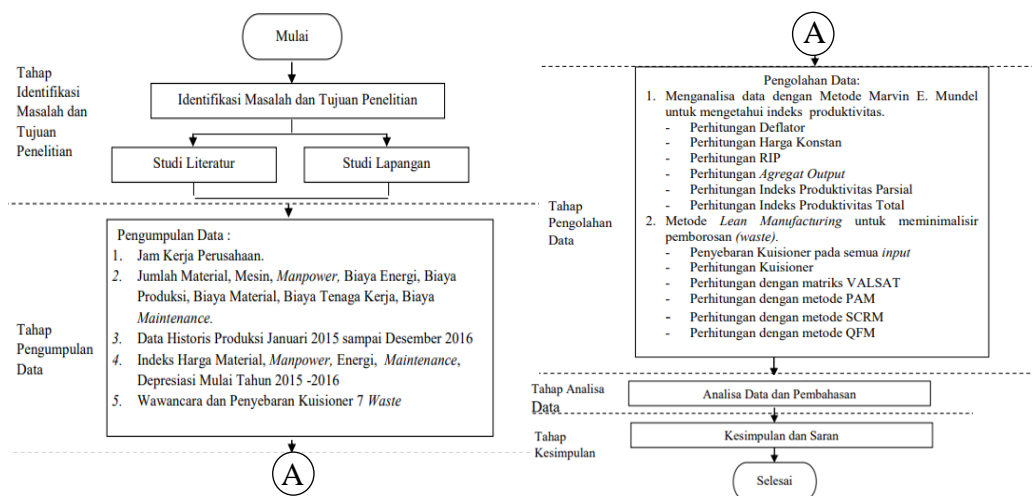 Mulai
Tahap
Identifikasi
Masalah dan
Tujuan
Penelitian
Identifikasi Masalah dan Tujuan Penelitian
Studi Literatur
Studi Lapangan
Tahap
Pengumpulan
Data
Pengumpulan Data :
1. Jam Kerja Perusahaan.
2. Jumlah Material, Mesin, Manpower, Biaya Energi, Biaya
Produksi, Biaya Material, Biaya Tenaga Kerja, Biaya
Maintenance.
3. Data Historis Produksi Januari 2015 sampai Desember 2016
4. Indeks Harga Material, Manpower, Energi, Maintenance,
Depresiasi Mulai Tahun 2015 -2016
5. Wawancara dan Penyebaran Kuisioner 7 Waste
A
A
Tahap
Pengolahan
Data
Pengolahan Data:
1. Menganalisa data dengan Metode Marvin E. Mundel
untuk mengetahui indeks produktivitas.
- Perhitungan Deflator
- Perhitungan Harga Konstan
- Perhitungan RIP
- Perhitungan Agregat Output
- Perhitungan Indeks Produktivitas Parsial
- Perhitungan Indeks Produktivitas Total
2. Metode Lean Manufacturing untuk meminimalisir
pemborosan (waste).
- Penyebaran Kuisioner pada semua input
- Perhitungan Kuisioner
- Perhitungan dengan matriks VALSAT
- Perhitungan dengan metode PAM
- Perhitungan dengan metode SCRM
- Perhitungan dengan metode QFM
Tahap Analisa
Data
Analisa Data dan Pembahasan
Tahap
Kesimpulan
Kesimpulan dan Saran
Selesai